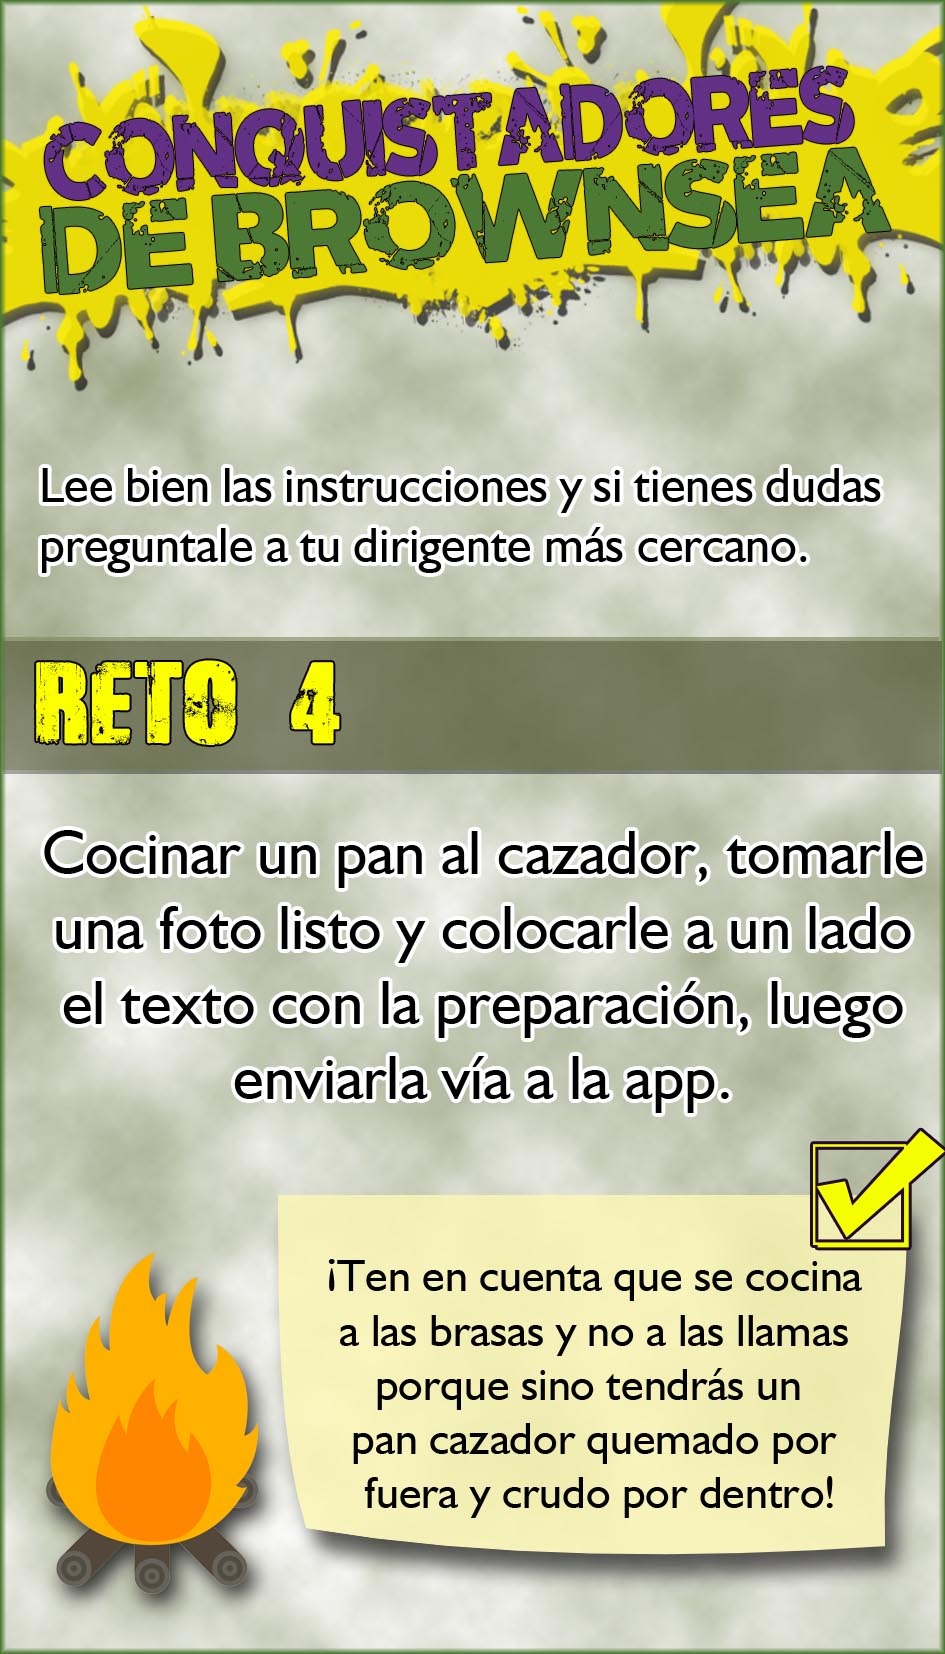 CONQUISTADORES
DE BROWNSEA
Lee bien las instrucciones y si tienes dudas
preguntale a tu dirigente más cercano.
RETO 4
Cocinar un pan al cazador, tomarle
una foto listo y colocarle a un lado
el texto con la preparación, luego
enviarla vía a la app.
¡Ten en cuenta que se cocina
a las brasas y no a las llamas
porque sino tendrás un
pan cazador quemado por
fuera y crudo por dentro!